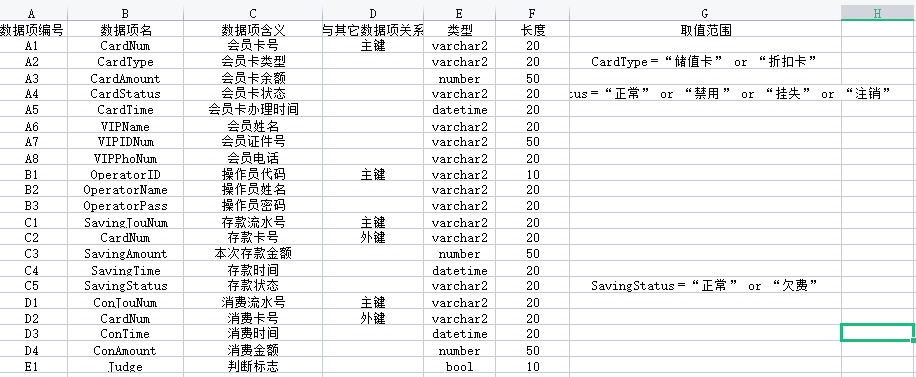 A B C D E F G H
数据项编号 数据项名 数据项含义 与其它数据项关系 类型 长度 取值范围
A1 CardNum 会员卡号 主键 varchar2 20
A2 CardType 会员卡类型 varchar2 20 CardType=“储值卡” or “折扣卡”
A3 CardAmount 会员卡余额 number 50
A4 CardStatus 会员卡状态 varchar2 20 tus=“正常” or “禁用” or “挂失” or “注销”
A5 CardTime 会员卡办理时间 datetime 20
A6 VIPName 会员姓名 varchar2 20
A7 VIPIDNum 会员证件号 varchar2 50
A8 VIPPhoNum 会员电话 varchar2 20
B1 OperatorID 操作员代码 主键 varchar2 10
B2 OperatorName 操作员姓名 varchar2 20
B3 OperatorPass 操作员密码 varchar2 20
C1 SavingJouNum 存款流水号 主键 varchar2 20
C2 CardNum 存款卡号 外键 varchar2 20
C3 SavingAmount 本次存款金额 number 50
C4 SavingTime 存款时间 datetime 20
C5 SavingStatus 存款状态 varchar2 20 SavingStatus=“正常” or “欠费”
D1 ConJouNum 消费流水号 主键 varchar2 20
D2 CardNum 消费卡号 外键 varchar2 20
D3 ConTime 消费时间 datetime 20
D4 ConAmount 消费金额 number 50
E1 Judge 判断标志 bool 10